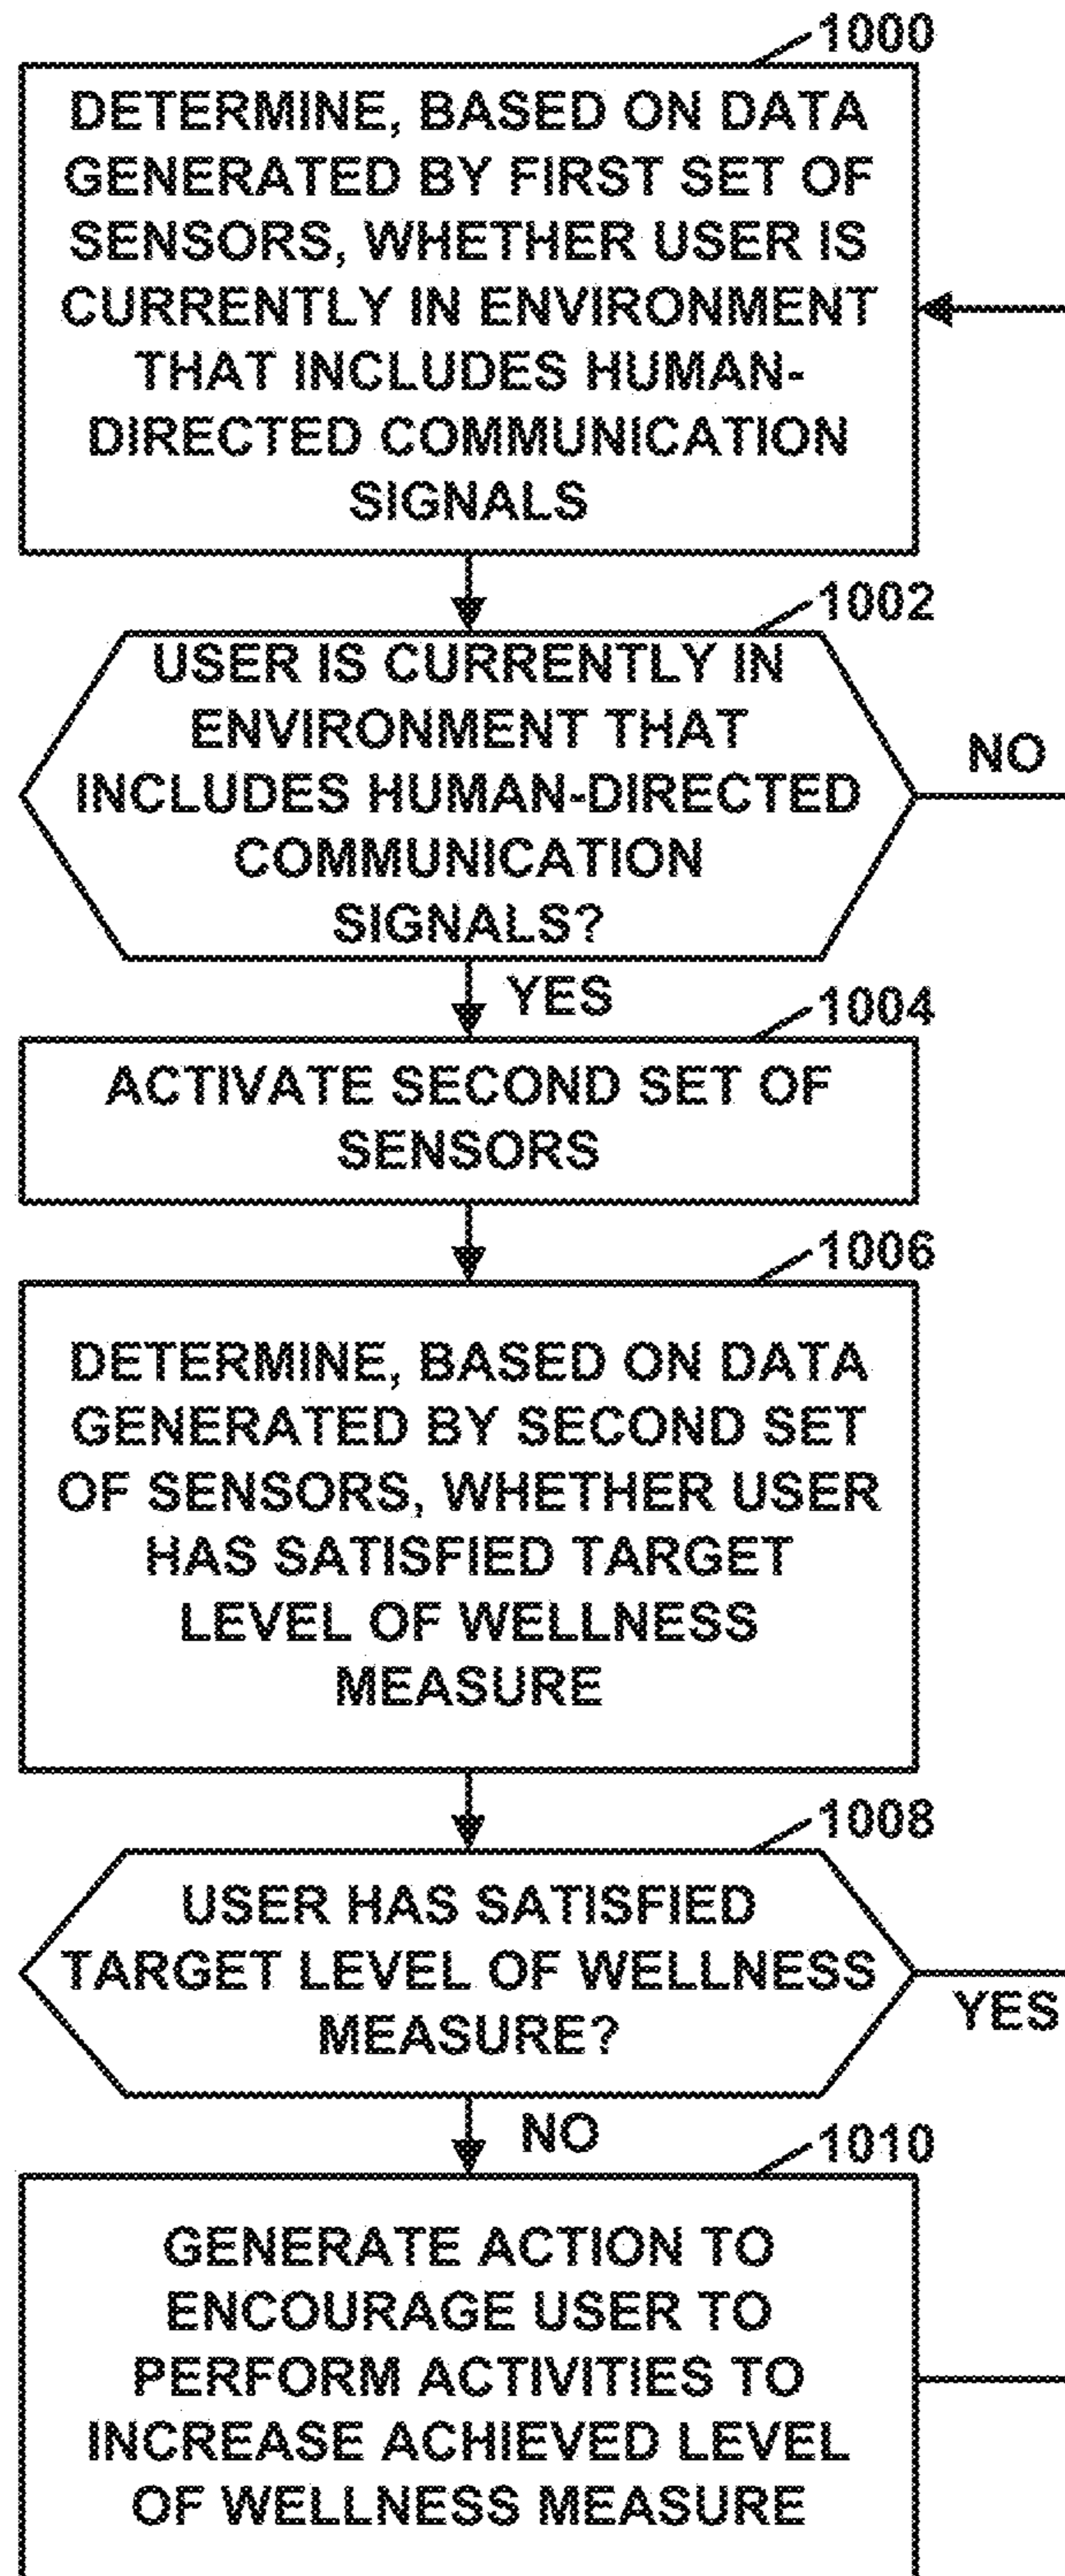 1000
DETERMINE, BASED ON DATA
GENERATED BY FIRST SET OF
SENSORS, WHETHER USER IS
CURRENTLY IN ENVIRONMENT
THAT INCLUDES HUMAN-
DIRECTED COMMUNICATION
SIGNALS
1002
USER IS CURRENTLY IN
ENVIRONMENT THAT
INCLUDES HUMAN-DIRECTED
COMMUNICATION
SIGNALS?
NO
YES
1004
ACTIVATE SECOND SET OF
SENSORS
1006
DETERMINE, BASED ON DATA
GENERATED BY SECOND SET
OF SENSORS, WHETHER USER
HAS SATISFIED TARGET
LEVEL OF WELLNESS
MEASURE
1008
USER HAS SATISFIED
TARGET LEVEL OF WELLNESS
MEASURE?
YES
NO
1010
GENERATE ACTION TO
ENCOURAGE USER TO
PERFORM ACTIVITIES TO
INCREASE ACHIEVED LEVEL
OF WELLNESS MEASURE